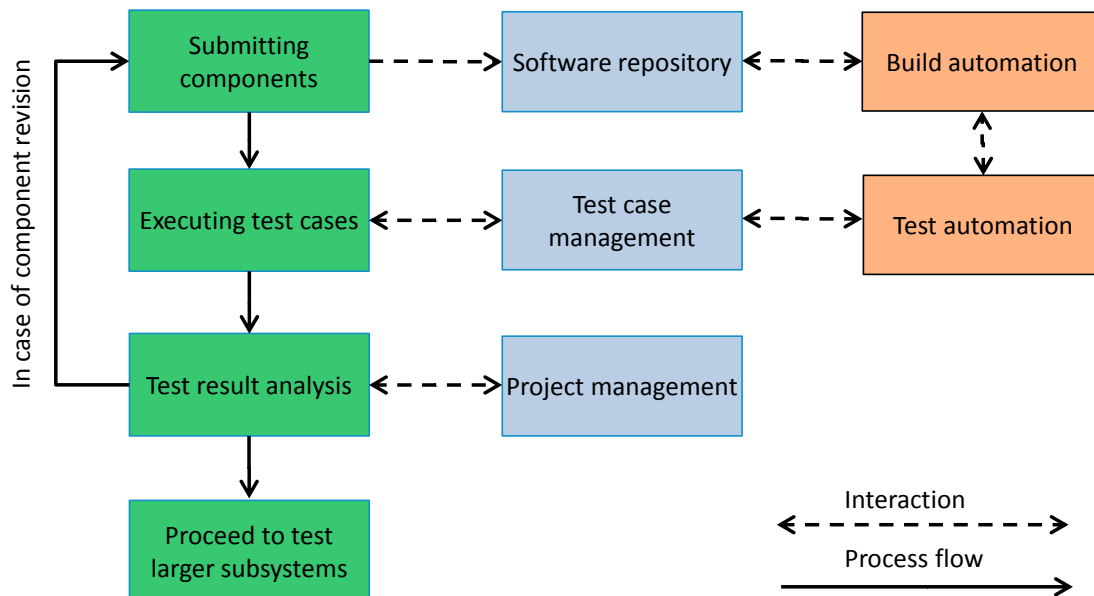 Submitting
components
Software repository
Build automation
In case of component revision
Executing test cases
Test case
management
Test automation
Test result analysis
Project management
Proceed to test
larger subsystems
Interaction
Process flow